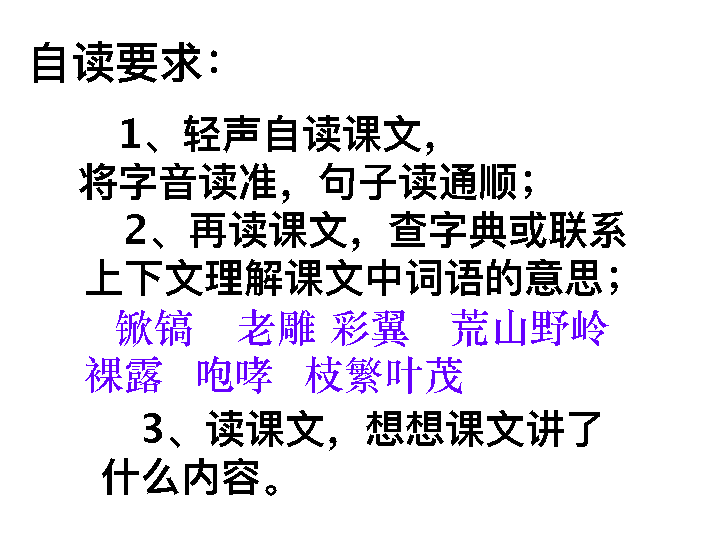 自读要求：
1、轻声自读课文，
将字音读准，句子读通顺；
2、再读课文，查字典或联系
上下文理解课文中词语的意思；
锨镐 老雕 彩翼 荒山野岭
裸露 咆哮 枝繁叶茂
3、读课文，想想课文讲了
什么内容。